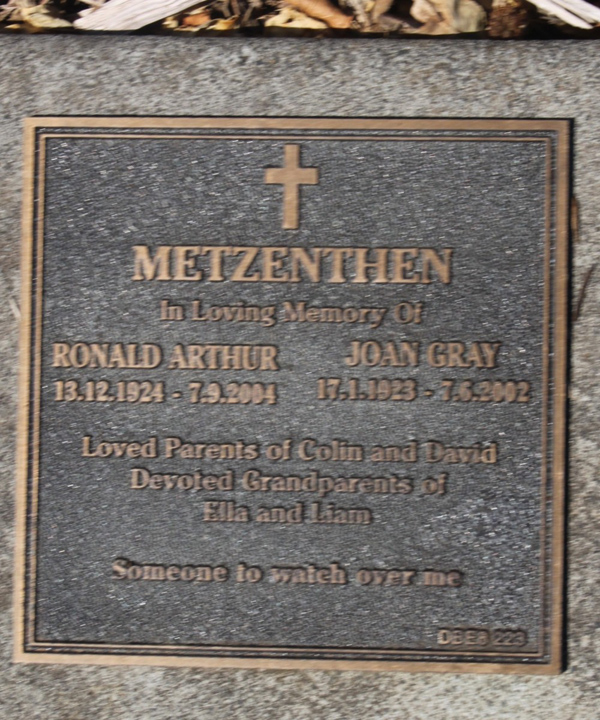 METZENTHEN
In Loving Memory Of
RONALD ARTHUR JOAN GRAY
13.12.1924 - 7.9.2004 17.1.1923 - 7.6.2002
Loved Parents of Colin and David
Devoted Grandparents of
Ella and Liam
Someone to watch over me